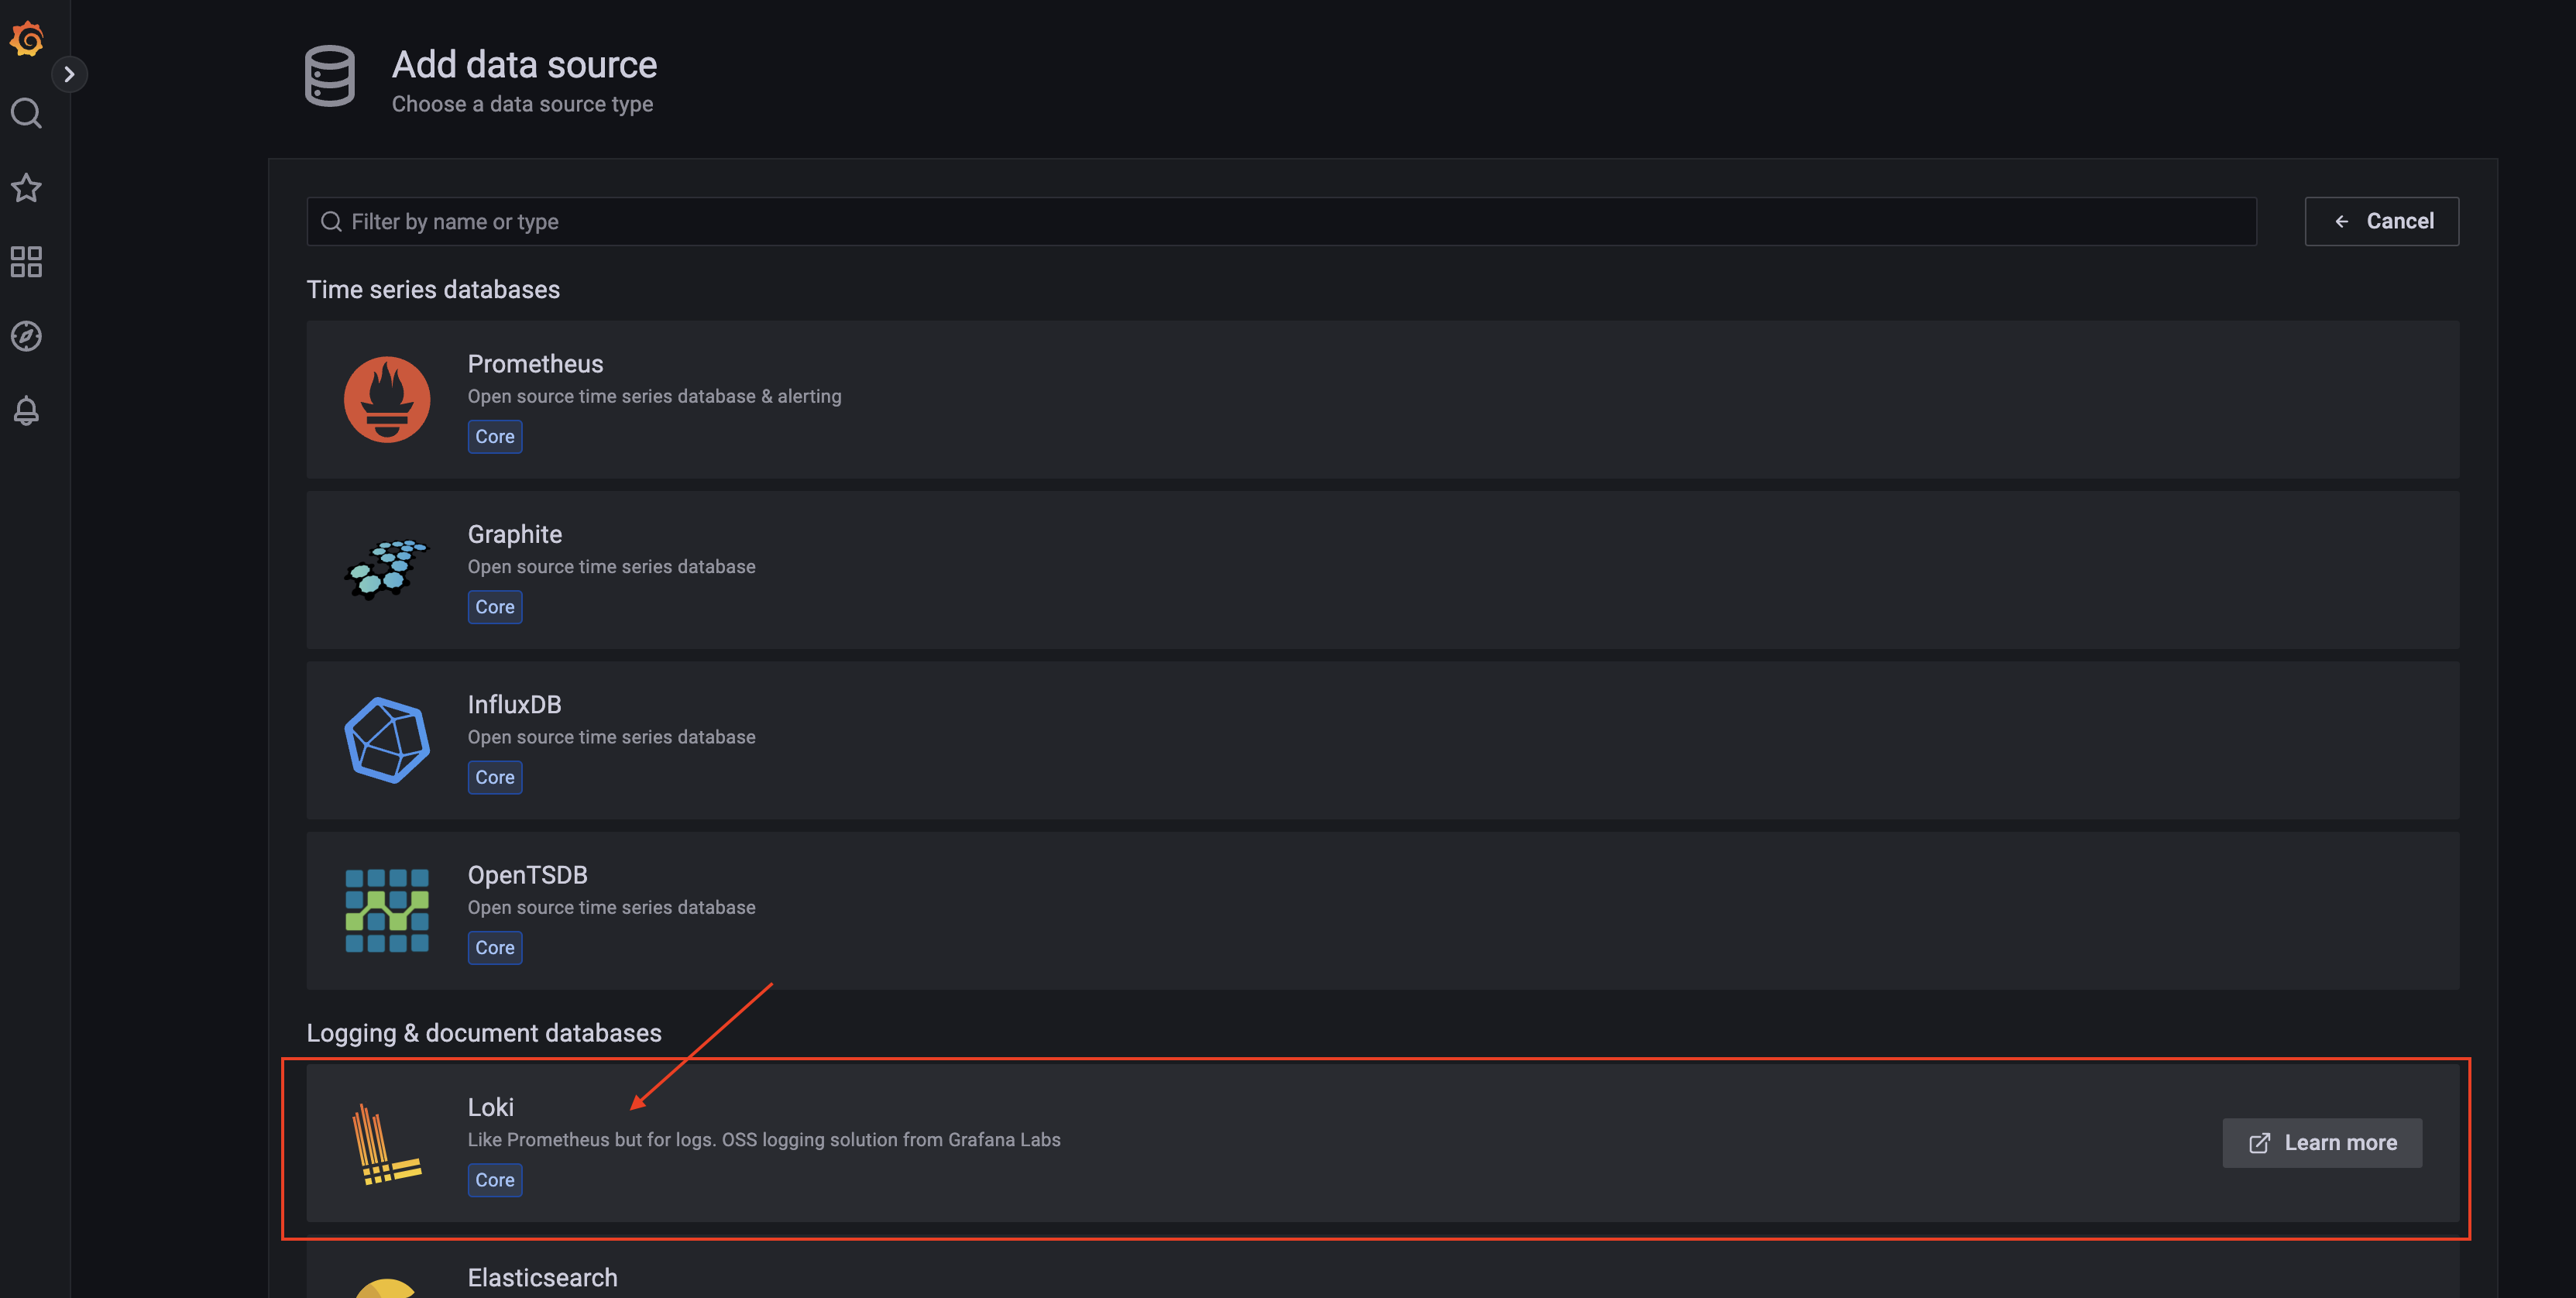 Add data source
Choose a data source type
Filter by name or type
Cancel
Time series databases
Prometheus
Open source time series database & alerting
Core
Graphite
Open source time series database
Core
InfluxDB
Open source time series database
Core
OpenTSDB
Open source time series database
Core
Logging & document databases
Loki
Like Prometheus but for logs. OSS logging solution from Grafana Labs
Core
Learn more
Elasticsearch